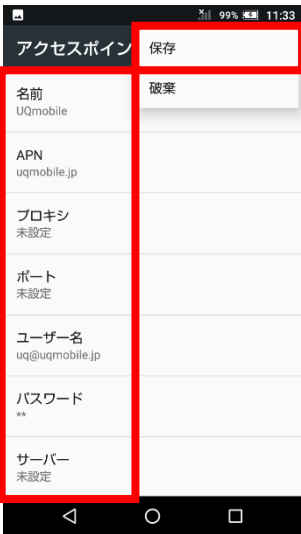 99% 11:33
アクセスポイン
保存
破棄
名前
UQmobile
APN
uqmobile.jp
プロキシ
未設定
ポート
未設定
ユーザー名
uq@uqmobile.jp
パスワード
**
サーバー
未設定